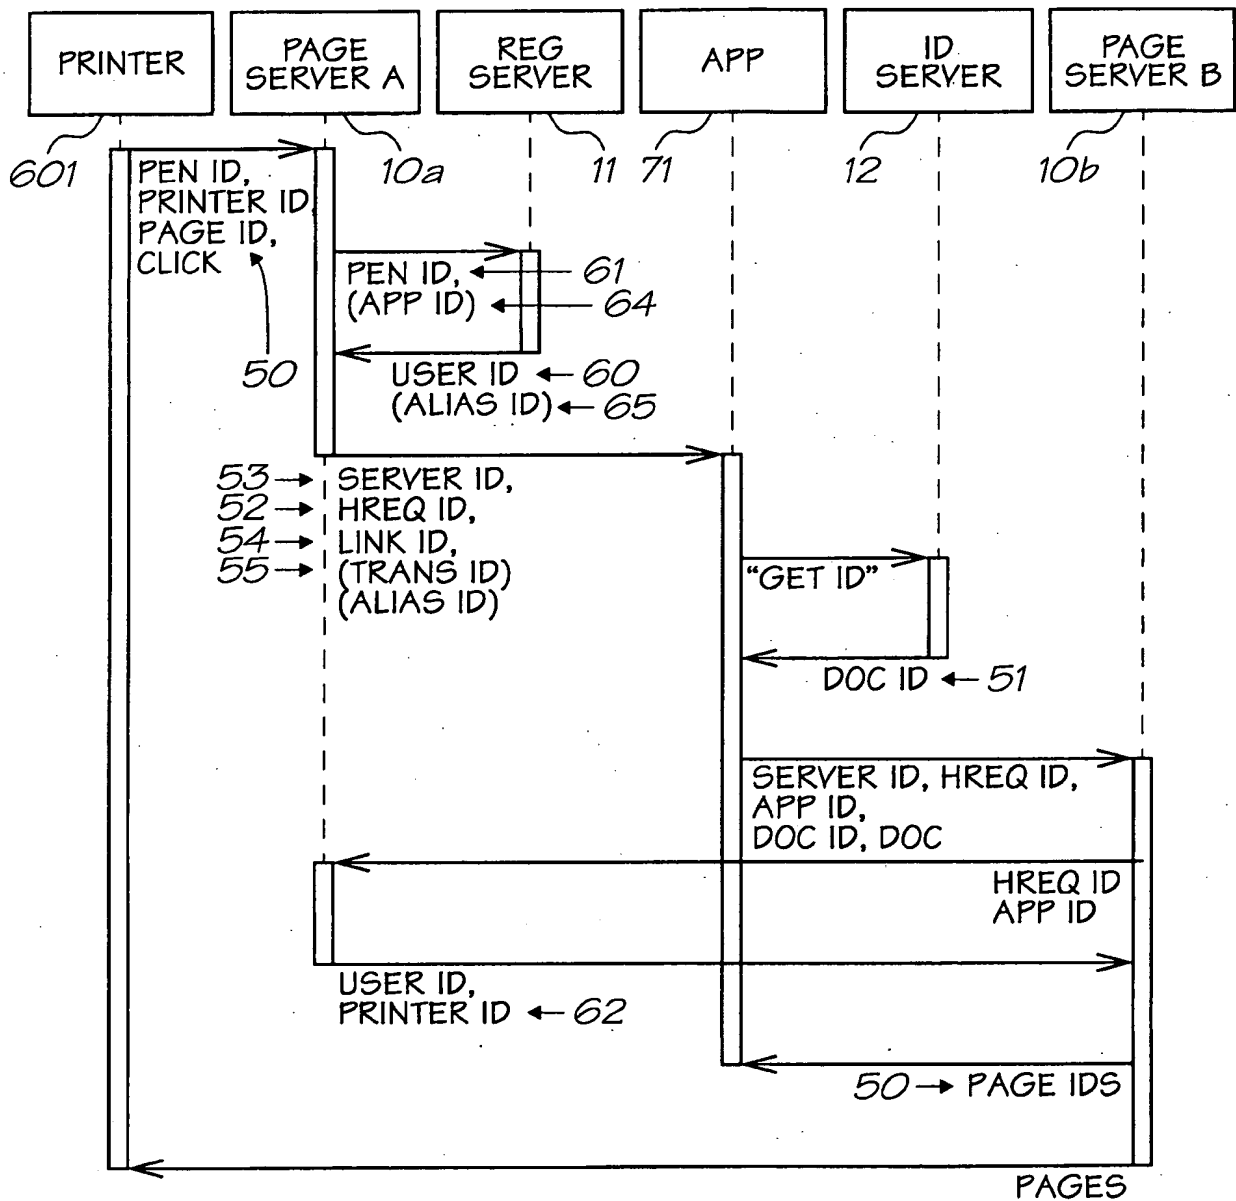 PRINTER
PAGE
SERVER A
REG
SERVER
APP
ID
SERVER
PAGE
SERVER B
601
10a
11
71
12
10b
PEN ID,
PRINTER ID,
PAGE ID,
CLICK
50
PEN ID,
61
(APP ID)
64
USER ID
60
(ALIAS ID)
65
53
SERVER ID,
52
HREQ ID,
54
LINK ID,
55
(TRANS ID)
(ALIAS ID)
"GET ID"
DOC ID
51
SERVER ID, HREQ ID,
APP ID,
DOC ID, DOC
HREQ ID
APP ID
USER ID,
PRINTER ID
62
50
PAGE IDS
PAGES